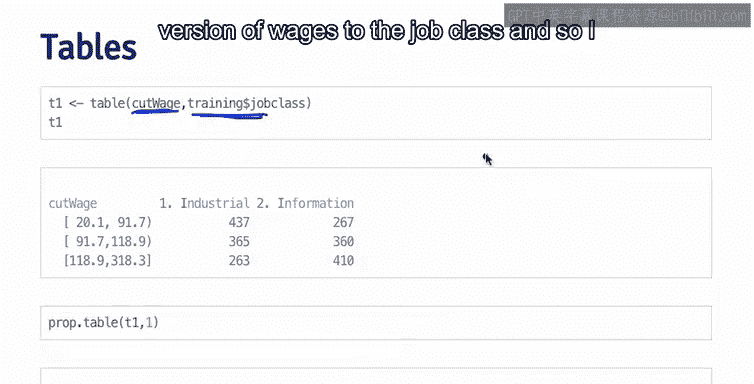 version of wages to the job class and so I
Tables
t1 <- table(cutWage,training$jobclass)
t1
cutWage 1. Industrial 2. Information
[ 20.1, 91.7) 437 267
[ 91.7,118.9) 365 360
[118.9,318.3] 263 410
prop.table(t1,1)